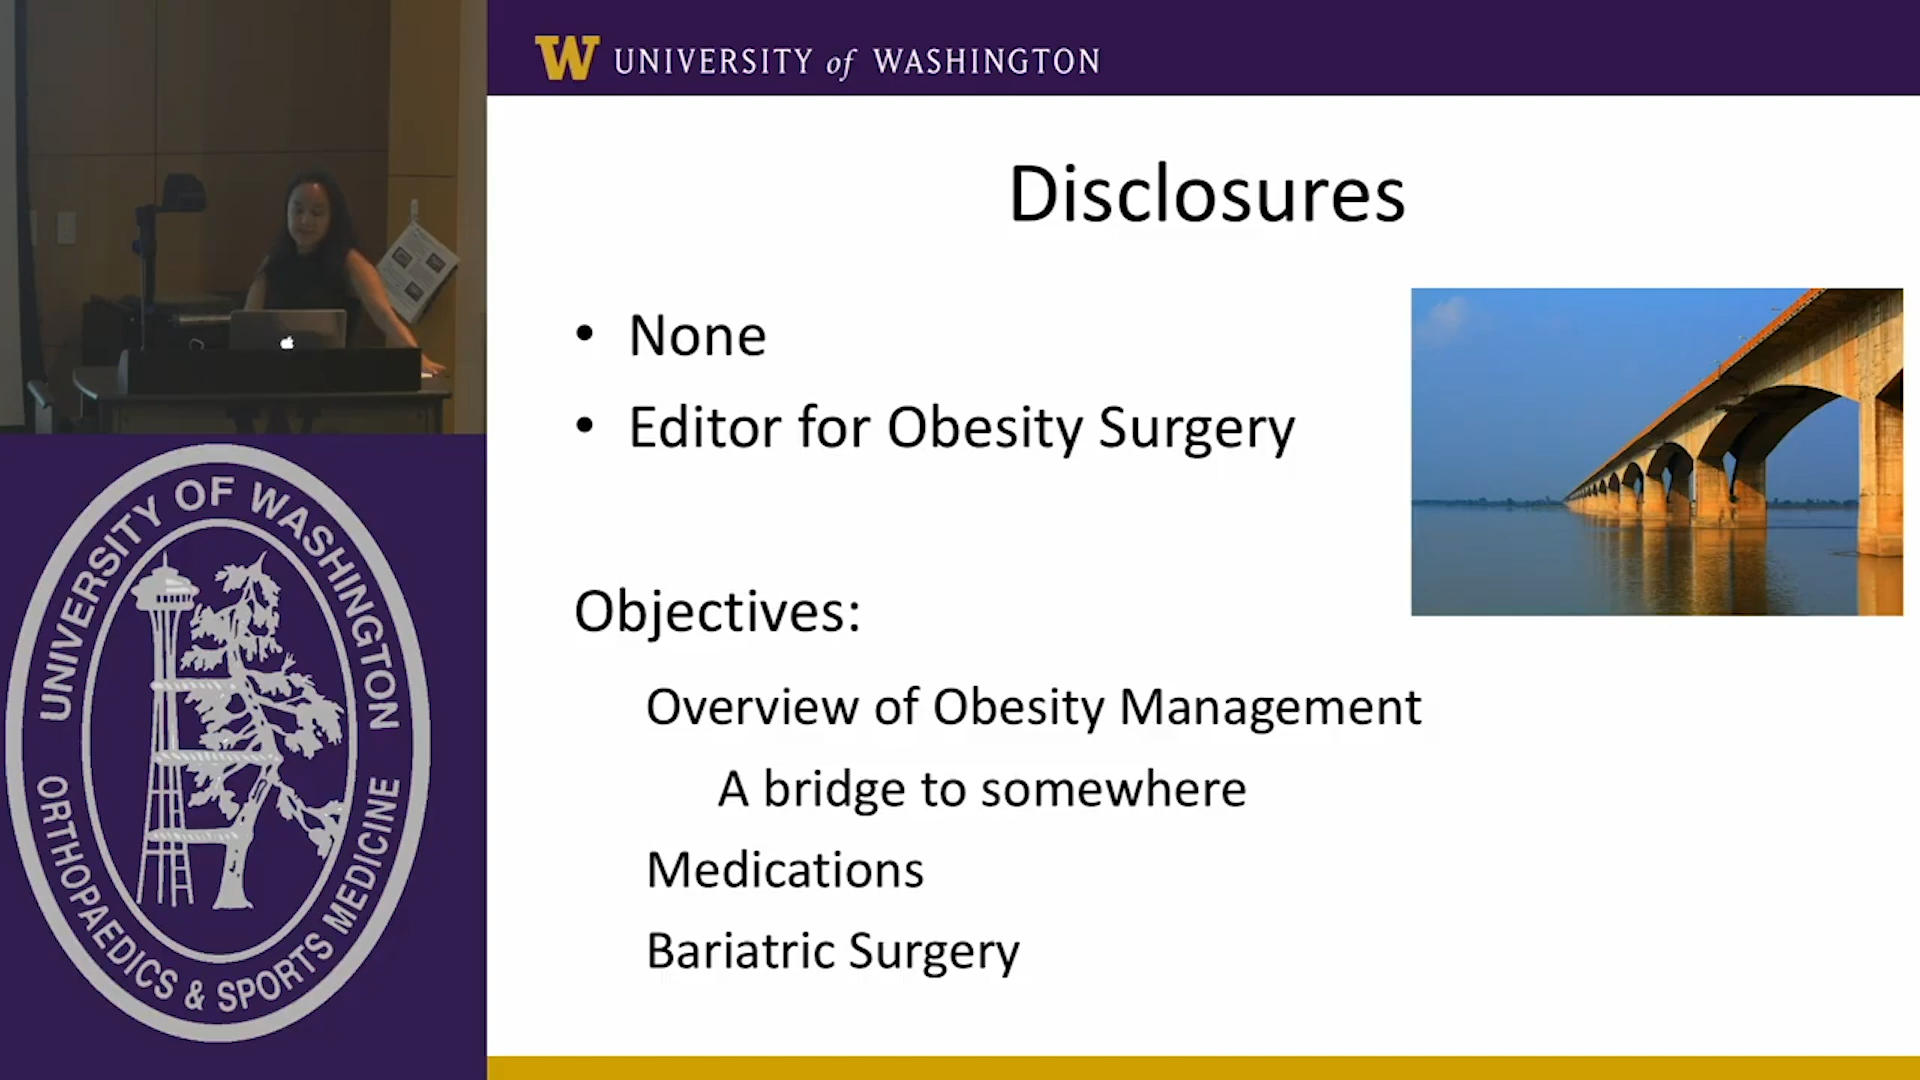 W UNIVERSITY of WASHINGTON
Disclosures
• None
• Editor for Obesity Surgery
Objectives:
Overview of Obesity Management
A bridge to somewhere
Medications
Bariatric Surgery
UNIVERSITY OF WASHINGTON
ORTHOPAEDICS & SPORTS MEDICINE